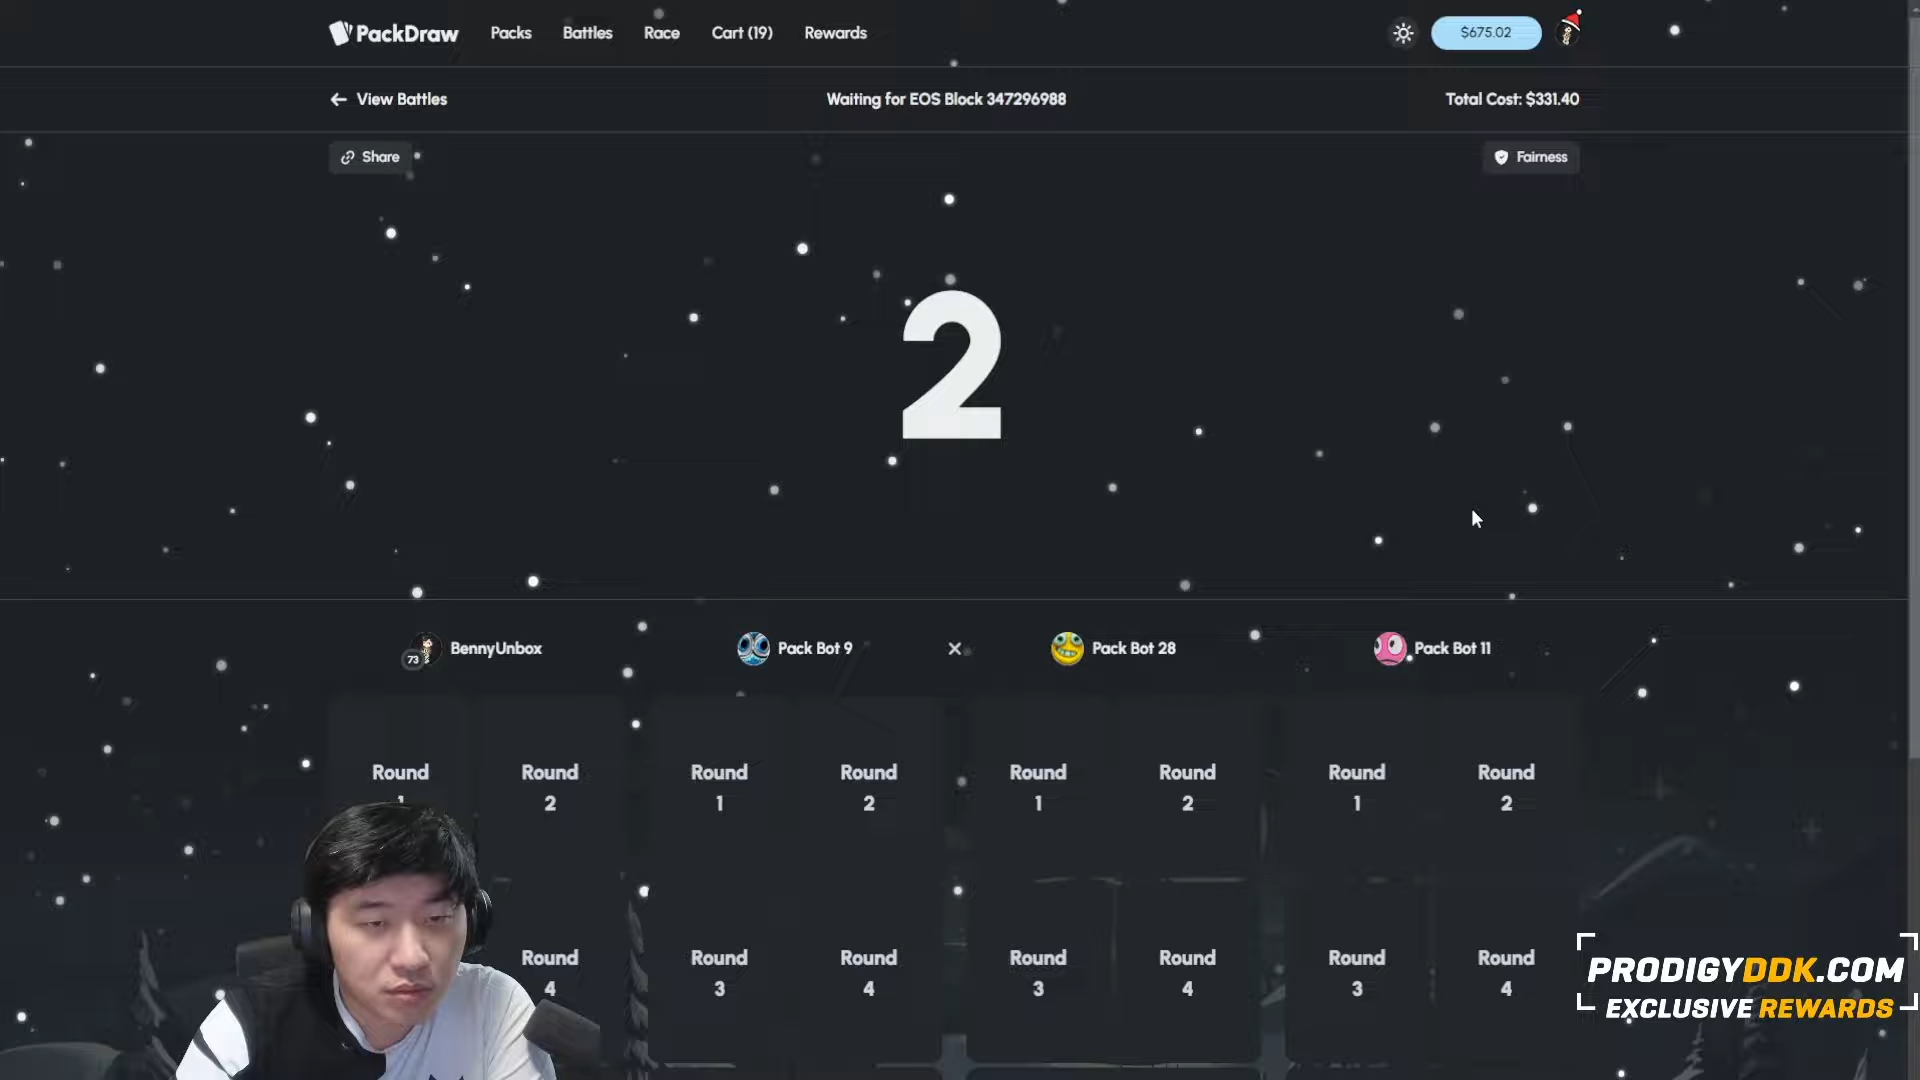 PackDraw Packs Battles Race Cart (19) Rewards $675.02
View Battles Waiting for EOS Block 347296988 Total Cost: $331.40
Share Fairness
2
73 BennyUnbox Pack Bot 9 Pack Bot 28 Pack Bot 11
Round Round Round Round Round Round Round Round
1 2 1 2 1 2 1 2
Round Round Round Round Round Round Round
4 3 4 3 4 3 4
PRODIGYDDK.COM
EXCLUSIVE REWARDS